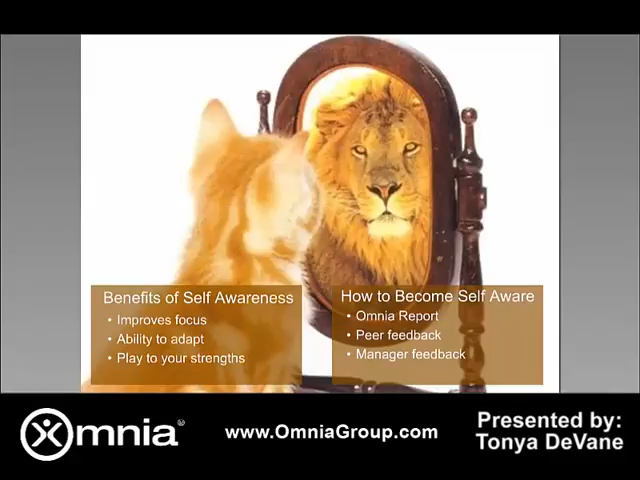 Benefits of Self Awareness
• Improves focus
• Ability to adapt
• Play to your strengths
How to Become Self Aware
• Omnia Report
• Peer feedback
• Manager feedback
Omnia®
www.OmniaGroup.com
Presented by:
Tonya DeVane